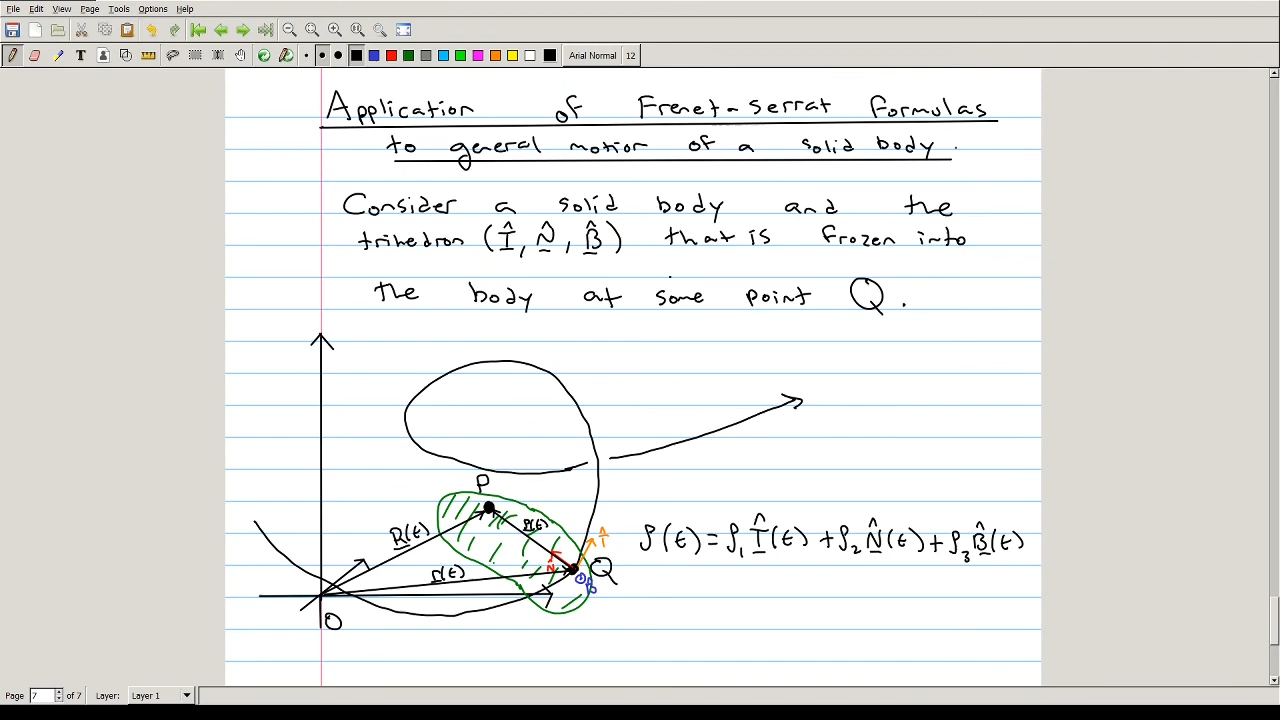 File Edit View Page Tools Options Help
Arial Normal 12
Application of Frenet-Serrat Formulas
to general motion of a solid body.
Consider a solid body and the
trihedron (T̂, N̂, B̂) that is frozen into
the body at some point Q.
P
R(t)
ρ(t)
T̂
ρ(t) = ρ₁T̂(t) + ρ₂N̂(t) + ρ₃B̂(t)
r(t)
N
Q
B
O
Page 7 of 7 Layer: Layer 1